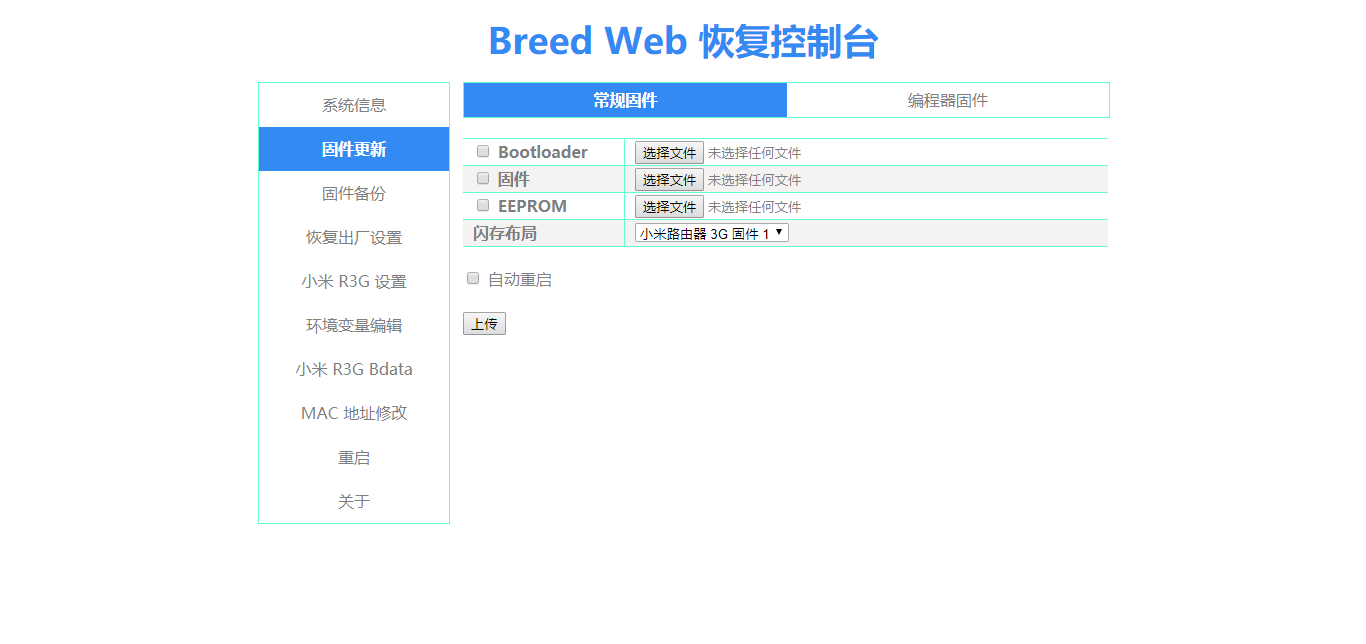 Breed Web 恢复控制台
系统信息
固件更新
固件备份
恢复出厂设置
小米 R3G 设置
环境变量编辑
小米 R3G Bdata
MAC 地址修改
重启
关于
常规固件 编程器固件
Bootloader 选择文件 未选择任何文件
固件 选择文件 未选择任何文件
EEPROM 选择文件 未选择任何文件
闪存布局 小米路由器 3G 固件 1
自动重启
上传